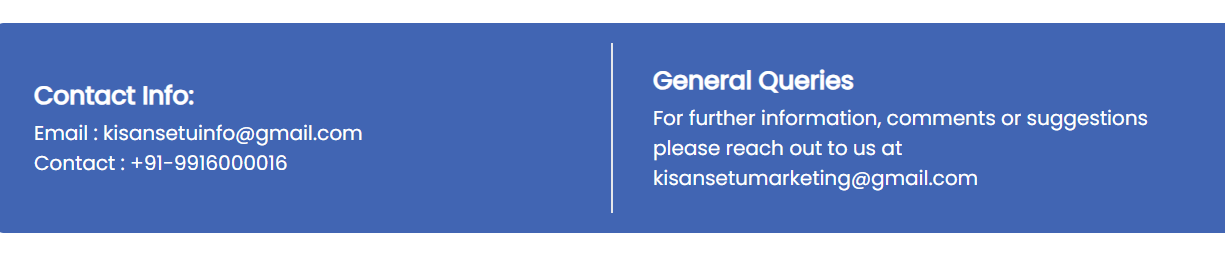 Contact Info:
Email : kisansetuinfo@gmail.com
Contact : +91-9916000016
General Queries
For further information, comments or suggestions
please reach out to us at
kisansetumarketing@gmail.com